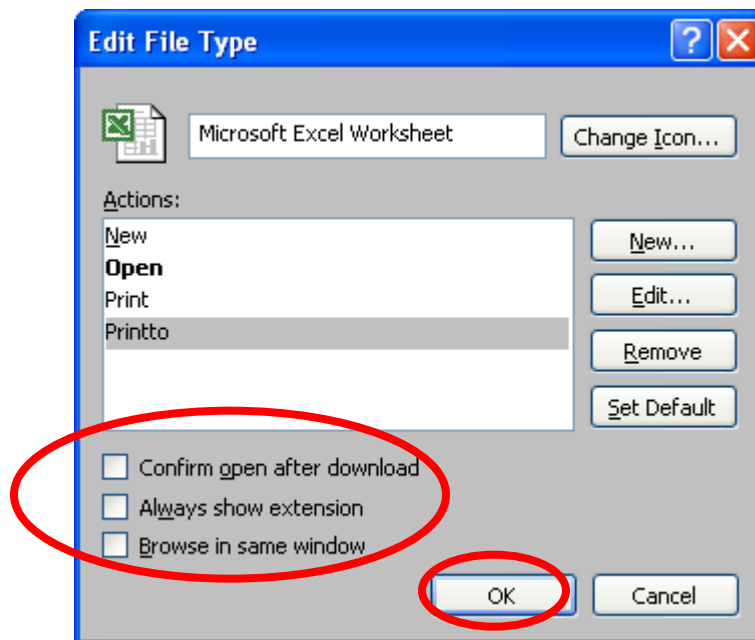 Edit File Type
Microsoft Excel Worksheet
Change Icon...
Actions:
New
Open
Print
Printto
New...
Edit...
Remove
Set Default
Confirm open after download
Always show extension
Browse in same window
OK
Cancel